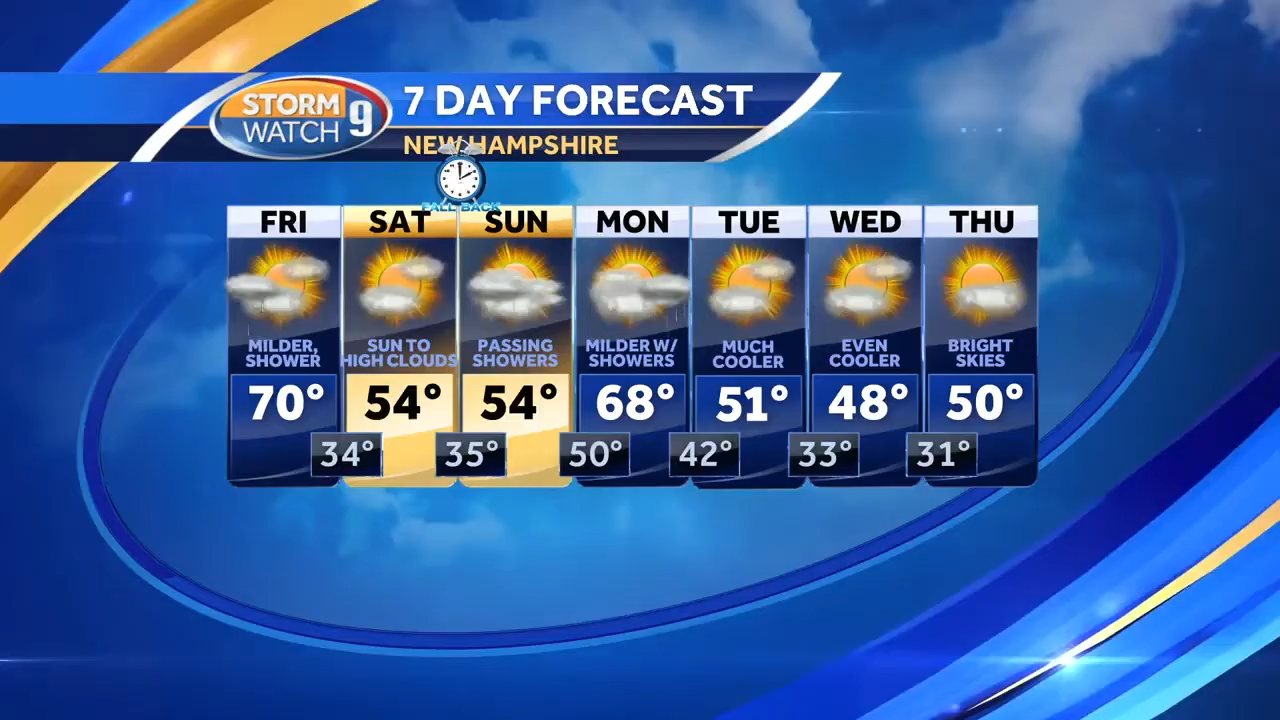 STORM
WATCH 9
7 DAY FORECAST
NEW HAMPSHIRE
FALL BACK
FRI SAT SUN MON TUE WED THU
MILDER,
SHOWER
SUN TO
HIGH CLOUDS
PASSING
SHOWERS
MILDER W/
SHOWERS
MUCH
COOLER
EVEN
COOLER
BRIGHT
SKIES
70° 54° 54° 68° 51° 48° 50°
34° 35° 50° 42° 33° 31°